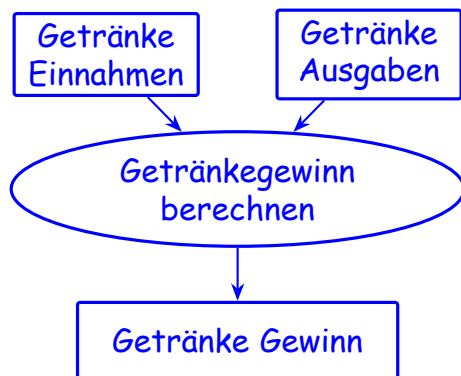 Getränke
Einnahmen
Getränke
Ausgaben
Getränkegewinn
berechnen
Getränke Gewinn